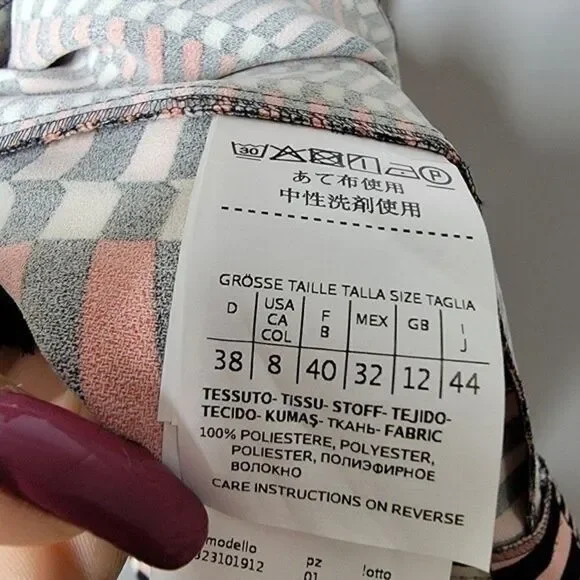 30 P
あて布使用
中性洗剤使用
GRÖSSE TAILLE TALLA SIZE TAGLIA
D USA CA COL F B MEX GB I J
38 8 40 32 12 44
TESSUTO- TISSU- STOFF- TEJIDO-
TECIDO- KUMAŞ- ТКАНЬ- FABRIC
100% POLIESTERE, POLYESTER,
POLIESTER, ПОЛИЭФИРНОЕ
ВОЛОКНО
CARE INSTRUCTIONS ON REVERSE
modello pz lotto
J23101912 01